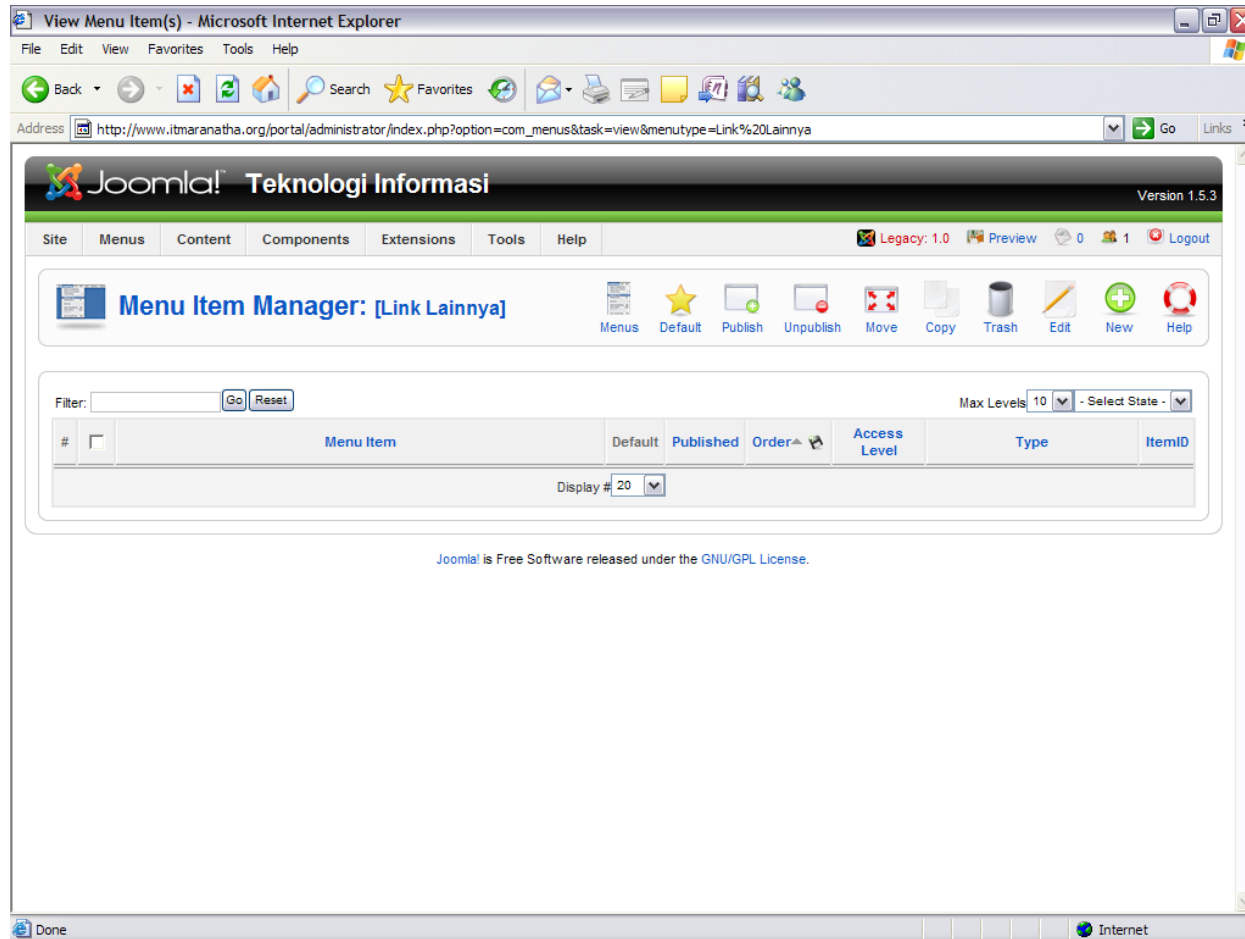 View Menu Item(s) - Microsoft Internet Explorer
File Edit View Favorites Tools Help
Back Search Favorites
Address http://www.itmaranatha.org/portal/administrator/index.php?option=com_menus&task=view&menutype=Link%20Lainnya Go Links
Joomla! Teknologi Informasi
Version 1.5.3
Site Menus Content Components Extensions Tools Help Legacy: 1.0 Preview 0 1 Logout
Menu Item Manager: [Link Lainnya]
Menus Default Publish Unpublish Move Copy Trash Edit New Help
Filter: Go Reset Max Levels 10 - Select State -
# Menu Item Default Published Order Access Level Type ItemID
Display # 20
Joomla! is Free Software released under the GNU/GPL License.
Done Internet